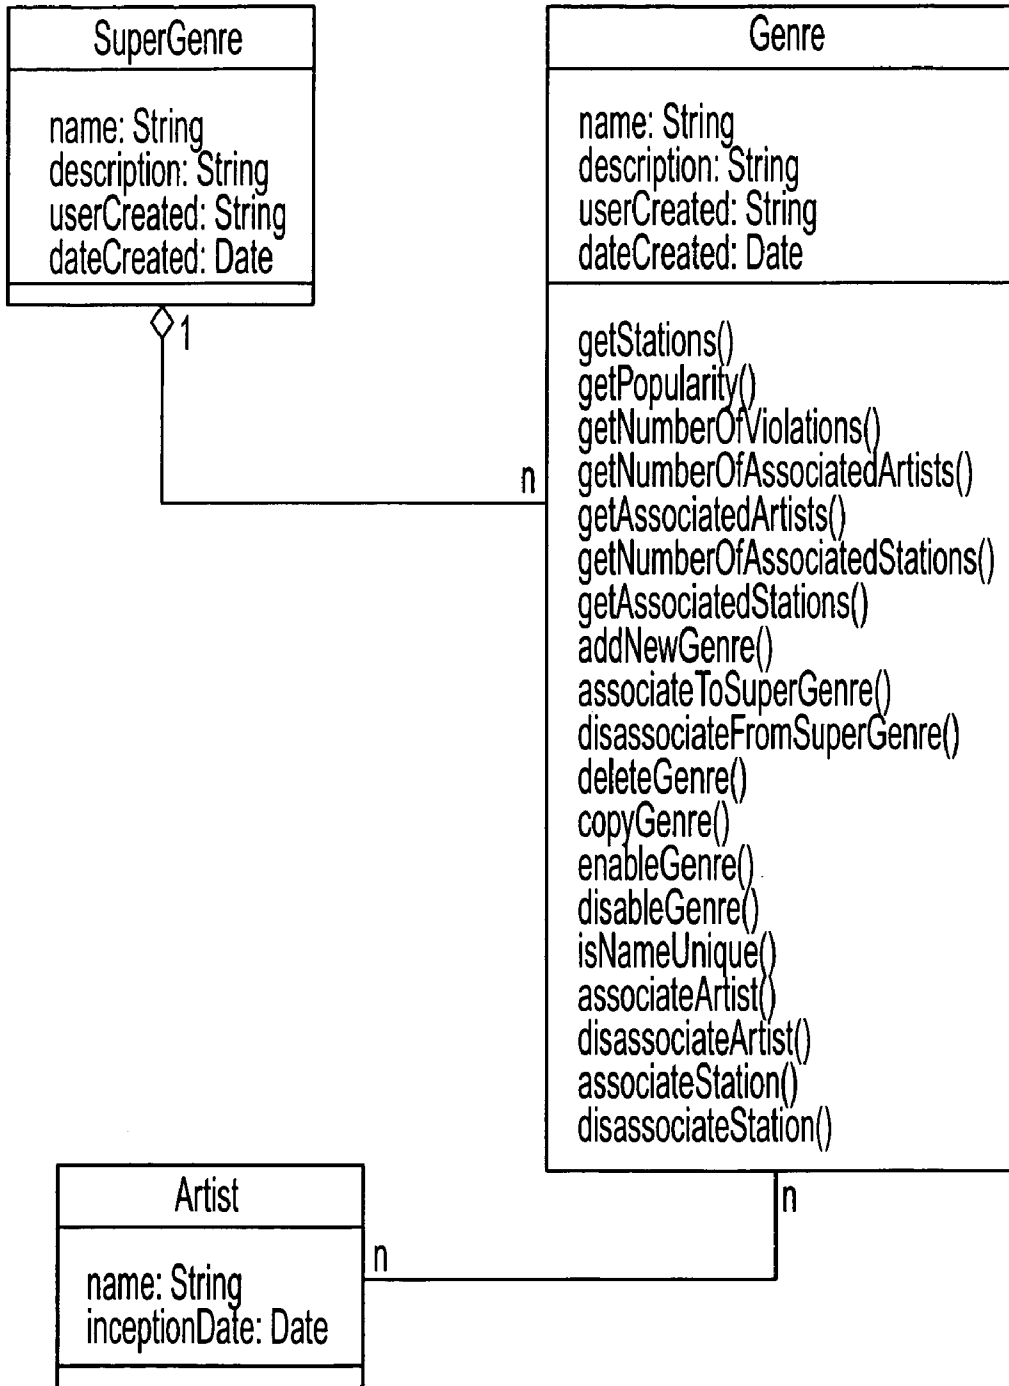 SuperGenre
name: String
description: String
userCreated: String
dateCreated: Date
1
n
Genre
name: String
description: String
userCreated: String
dateCreated: Date
getStations()
getPopularity()
getNumberOfViolations()
getNumberOfAssociatedArtists()
getAssociatedArtists()
getNumberOfAssociatedStations()
getAssociatedStations()
addNewGenre()
associateToSuperGenre()
disassociateFromSuperGenre()
deleteGenre()
copyGenre()
enableGenre()
disableGenre()
isNameUnique()
associateArtist()
disassociateArtist()
associateStation()
disassociateStation()
n
Artist
n
name: String
inceptionDate: Date